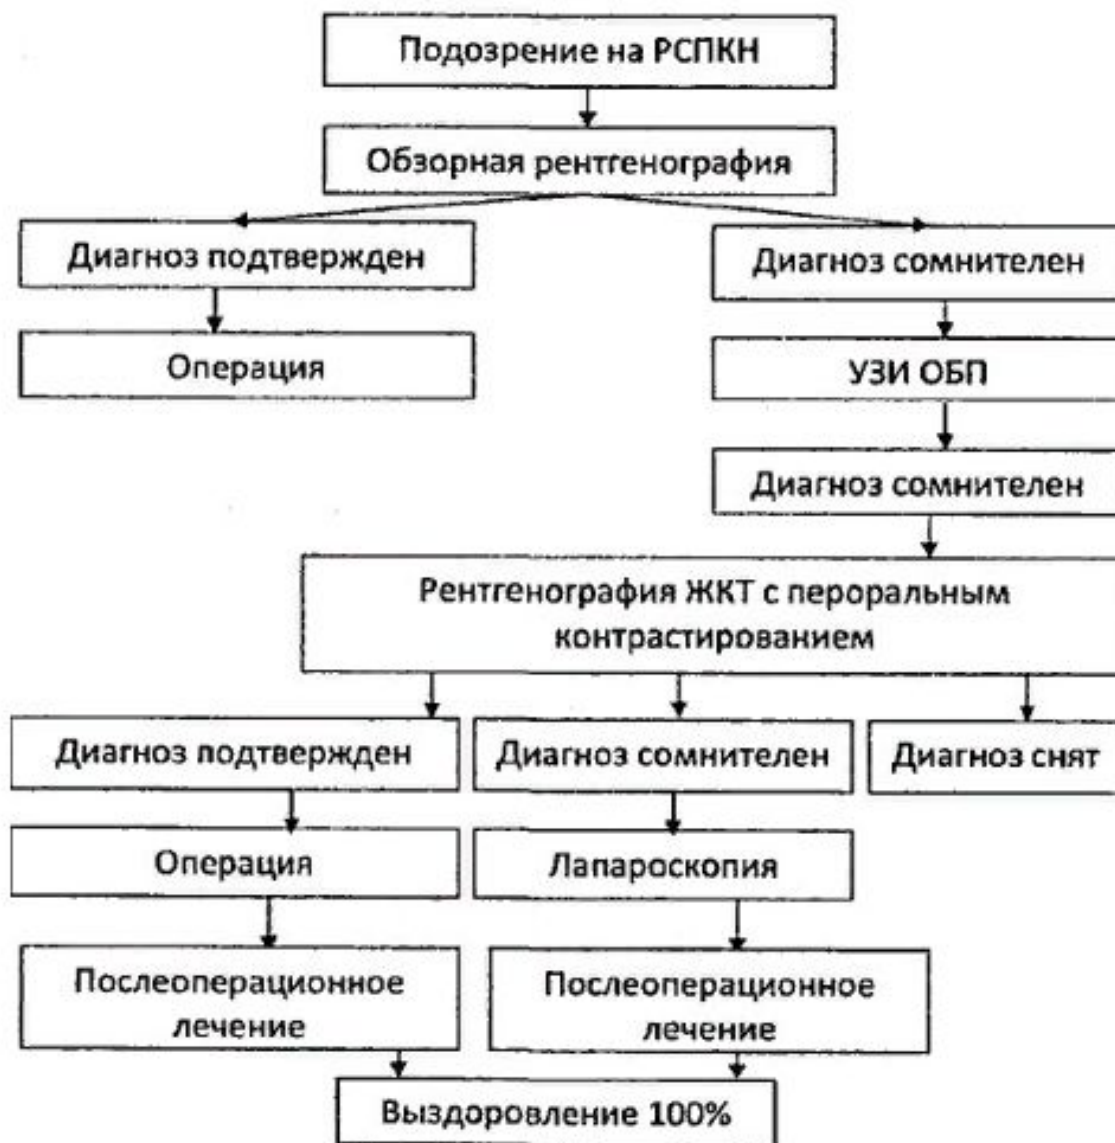 Подозрение на РСПКН
Обзорная рентгенография
Диагноз подтвержден
Диагноз сомнителен
Операция
УЗИ ОБП
Диагноз сомнителен
Рентгенография ЖКТ с пероральным
контрастированием
Диагноз подтвержден
Диагноз сомнителен
Диагноз снят
Операция
Лапароскопия
Послеоперационное
лечение
Послеоперационное
лечение
Выздоровление 100%